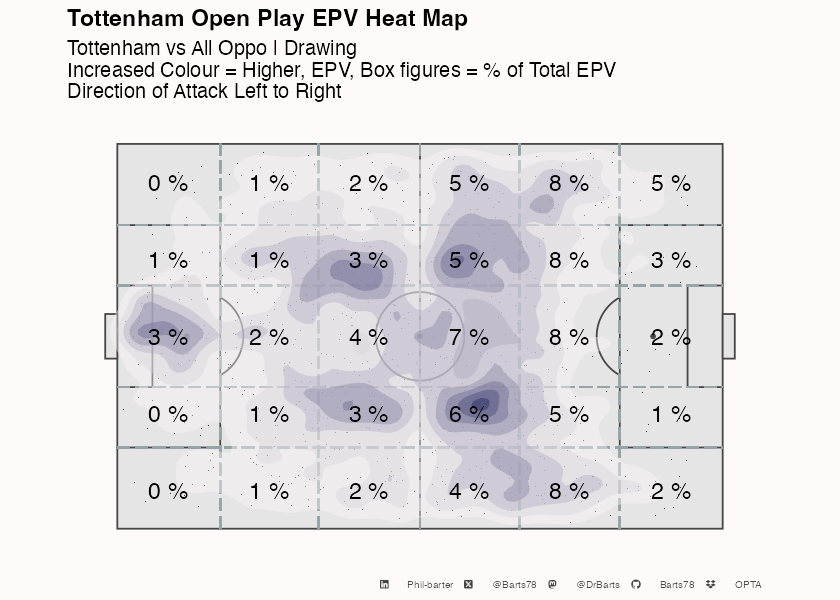 Tottenham Open Play EPV Heat Map
Tottenham vs All Oppo | Drawing
Increased Colour = Higher, EPV, Box figures = % of Total EPV
Direction of Attack Left to Right
0 % 1 % 2 % 5 % 8 % 5 %
1 % 1 % 3 % 5 % 8 % 3 %
3 % 2 % 4 % 7 % 8 % 2 %
0 % 1 % 3 % 6 % 5 % 1 %
0 % 1 % 2 % 4 % 8 % 2 %
Phil-barter @Barts78 @DrBarts Barts78 OPTA